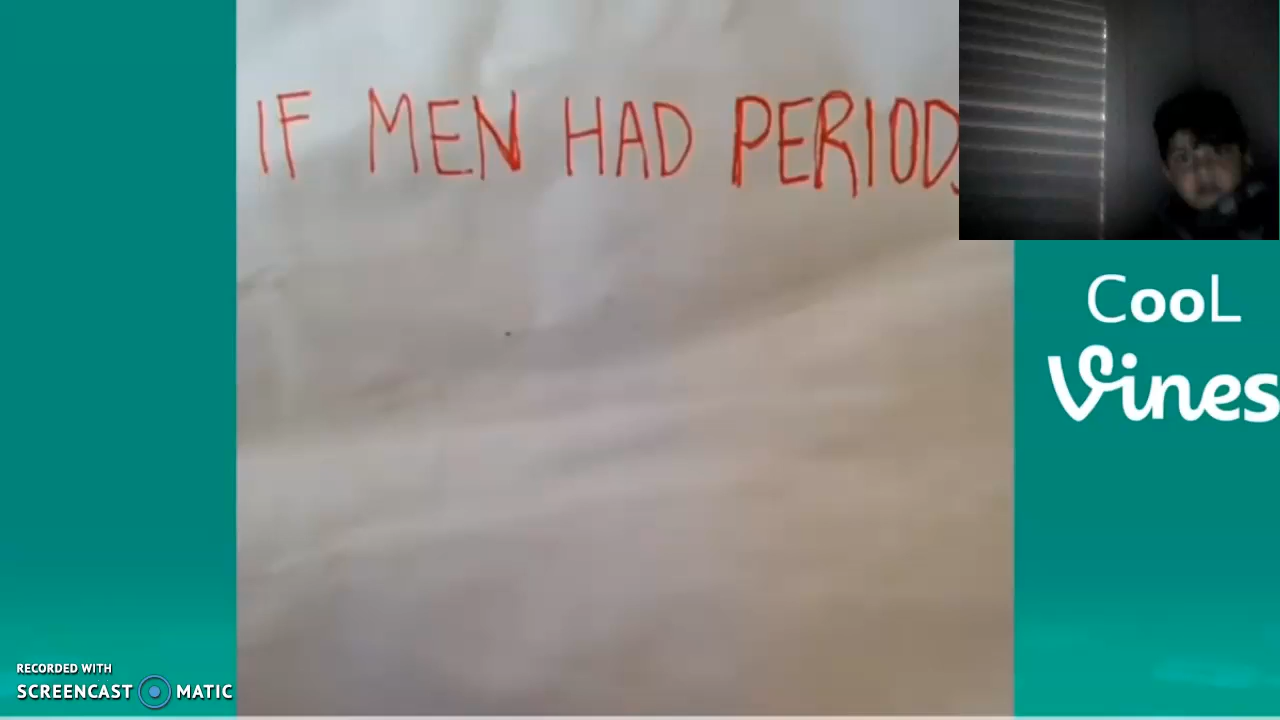 IF MEN HAD PERIODS
CooL
Vines
RECORDED WITH
SCREENCAST MATIC